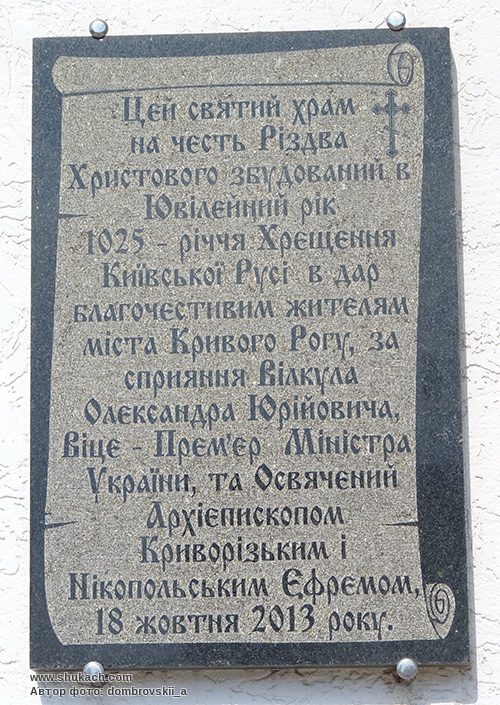 Цей святий храм
на честь Різдва
Христового збудований в
Ювілейний рік
1025 - річчя Хрещення
Київської Русі в дар
благочестивим жителям
міста Кривого Рогу, за
сприяння Вілкула
Олександра Юрійовича,
Віце - Прем'єр Міністра
України, та Освячений
Архієпископом
Криворізьким і
Нікопольським Єфремом,
18 жовтня 2013 року.
www.shukach.com
Автор фото: dombrovskii_a